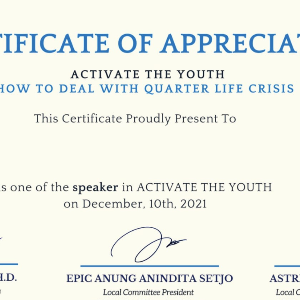 TIFICATE OF APPRECIAT
ACTIVATE THE YOUTH
HOW TO DEAL WITH QUARTER LIFE CRISIS
This Certificate Proudly Present To
s one of the speaker in ACTIVATE THE YOUTH
on December, 10th, 2021
H.D. EPIC ANUNG ANINDITA SETJO ASTR
Local Committee President Local C